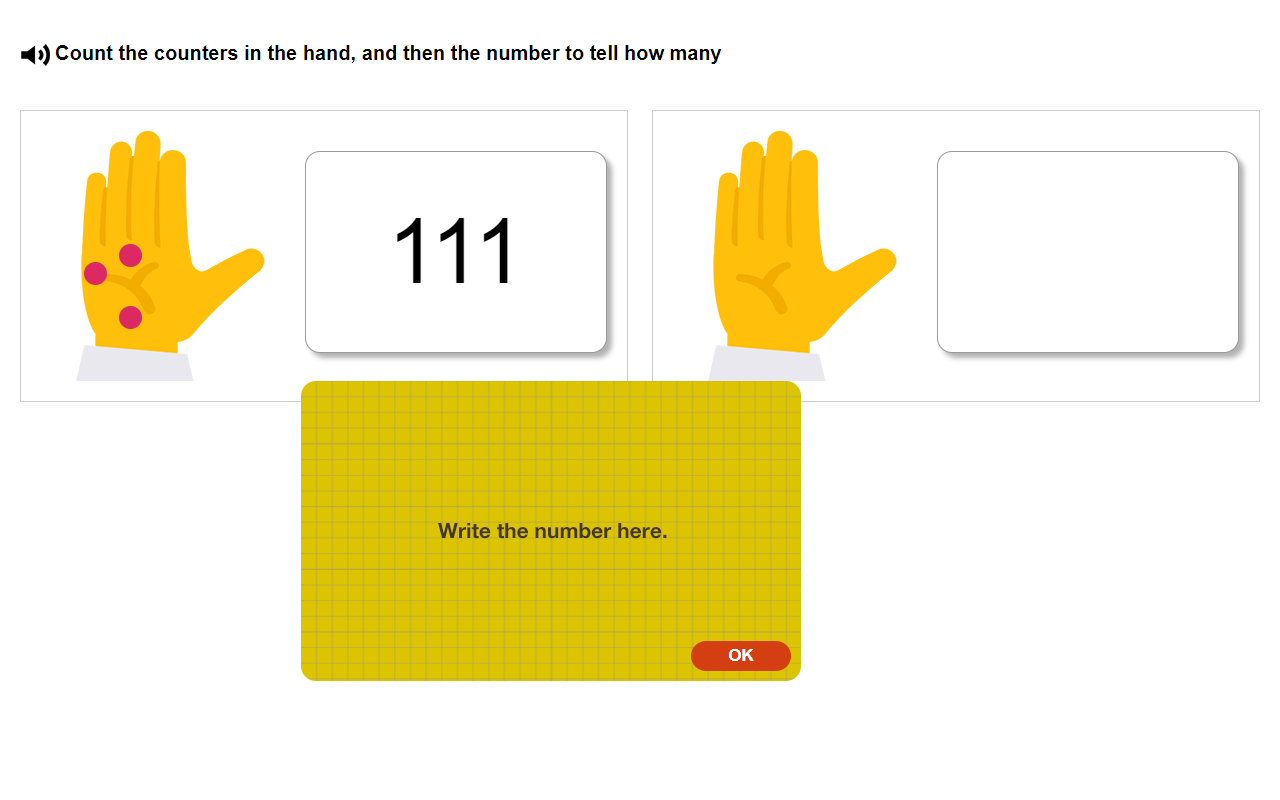 Count the counters in the hand, and then the number to tell how many
111
Write the number here.
OK